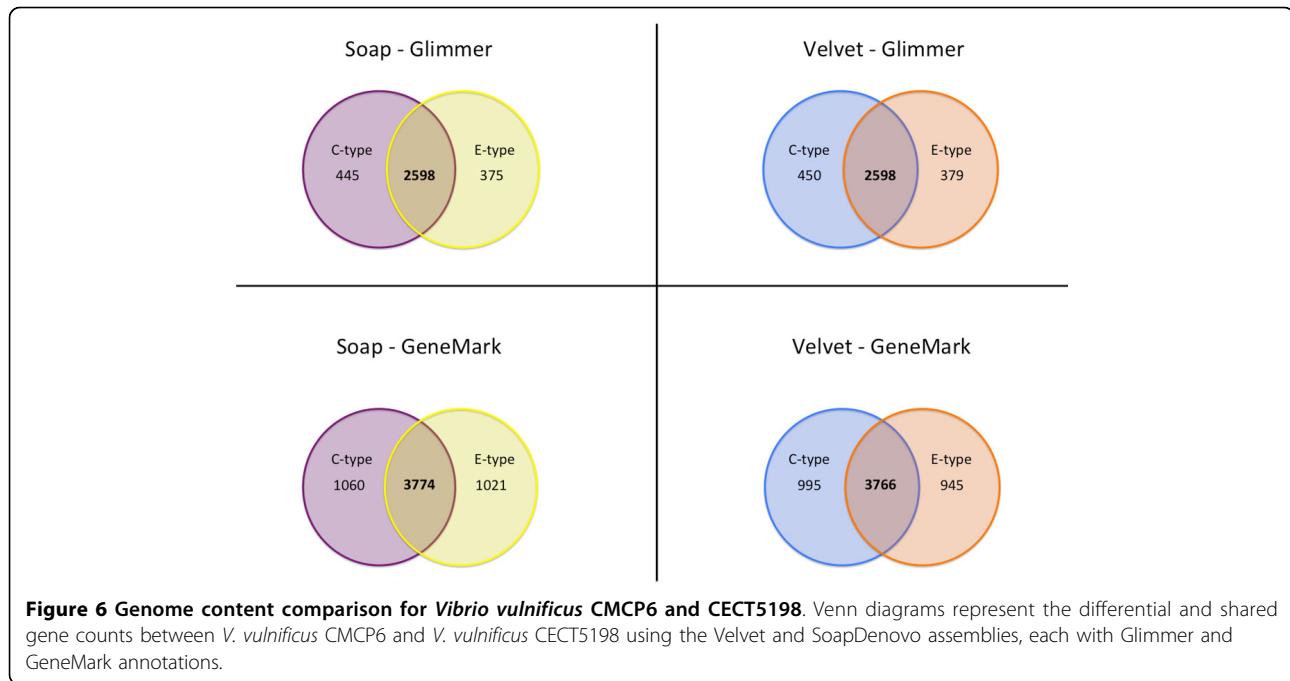 Soap - Glimmer
C-type
445
2598
E-type
375
Velvet - Glimmer
C-type
450
2598
E-type
379
Soap - GeneMark
C-type
1060
3774
E-type
1021
Velvet - GeneMark
C-type
995
3766
E-type
945
Figure 6 Genome content comparison for Vibrio vulnificus CMCP6 and CECT5198. Venn diagrams represent the differential and shared
gene counts between V. vulnificus CMCP6 and V. vulnificus CECT5198 using the Velvet and SoapDenovo assemblies, each with Glimmer and
GeneMark annotations.